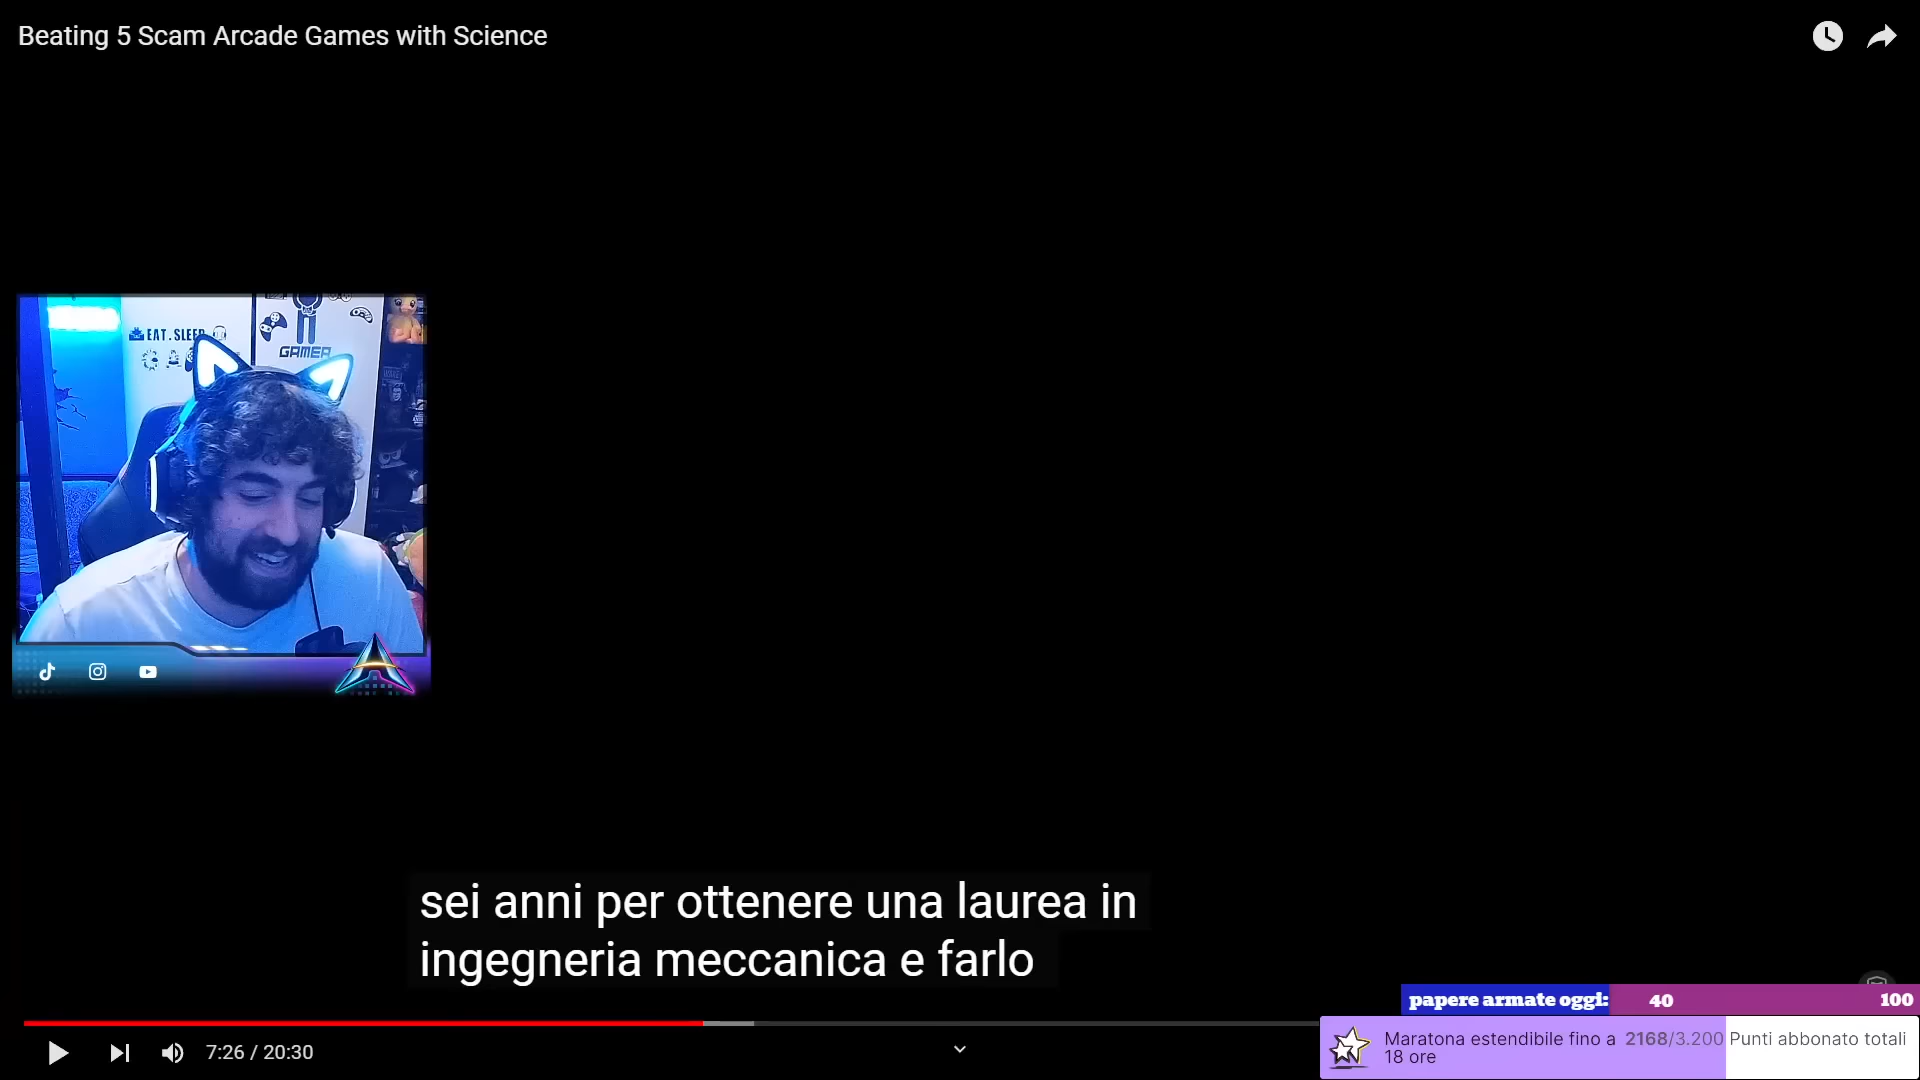 Beating 5 Scam Arcade Games with Science
EAT.SLEEP
GAMER
sei anni per ottenere una laurea in
ingegneria meccanica e farlo
papere armate oggi: 40 100
Maratona estendibile fino a 2168/3.200 Punti abbonato totali
18 ore
7:26 / 20:30